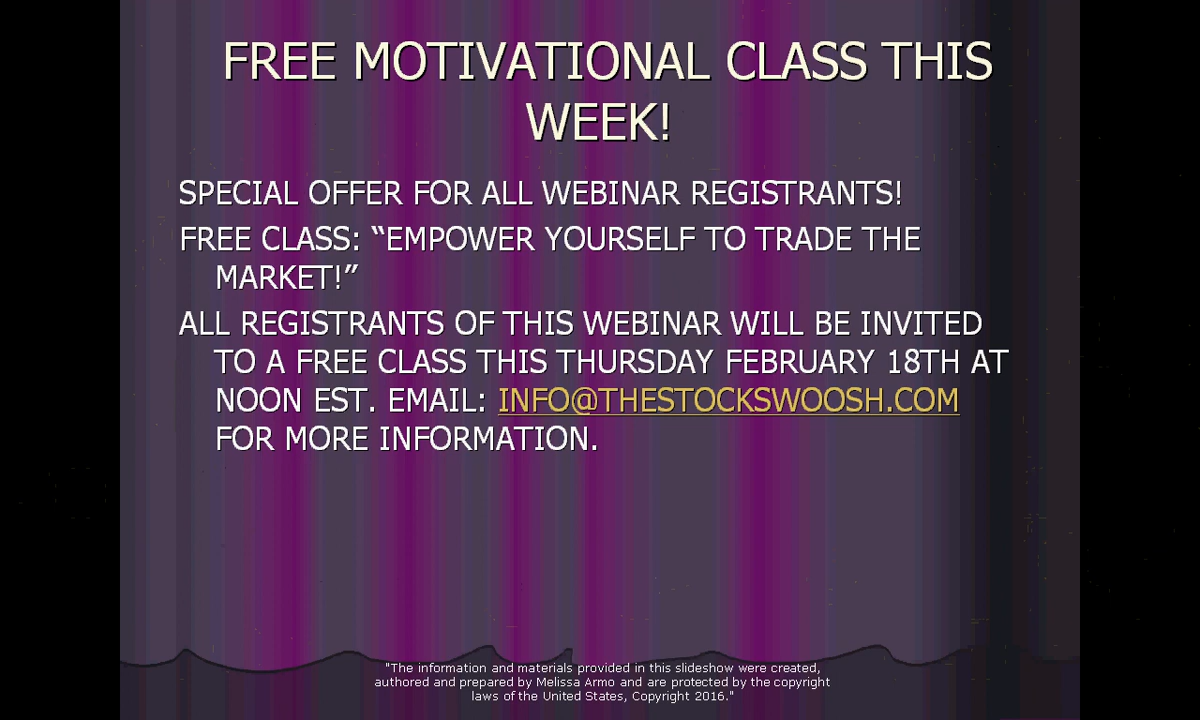 FREE MOTIVATIONAL CLASS THIS
WEEK!
SPECIAL OFFER FOR ALL WEBINAR REGISTRANTS!
FREE CLASS: “EMPOWER YOURSELF TO TRADE THE
MARKET!”
ALL REGISTRANTS OF THIS WEBINAR WILL BE INVITED
TO A FREE CLASS THIS THURSDAY FEBRUARY 18TH AT
NOON EST. EMAIL: INFO@THESTOCKSWOOSH.COM
FOR MORE INFORMATION.
"The information and materials provided in this slideshow were created,
authored and prepared by Melissa Armo and are protected by the copyright
laws of the United States, Copyright 2016."